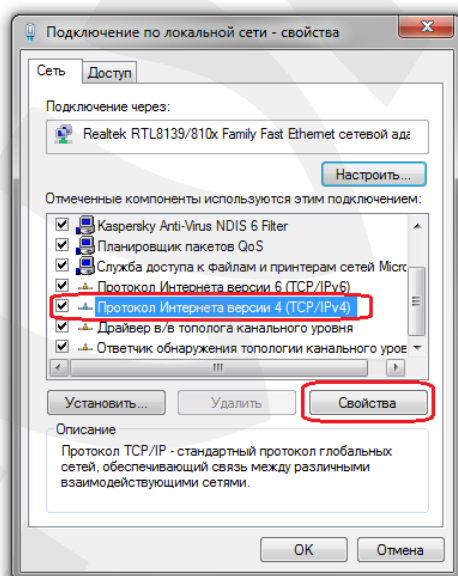 Подключение по локальной сети - свойства
Сеть Доступ
Подключение через:
Realtek RTL8139/810x Family Fast Ethernet сетевой ада
Настроить...
Отмеченные компоненты используются этим подключением:
Kaspersky Anti-Virus NDIS 6 Filter
Планировщик пакетов QoS
Служба доступа к файлам и принтерам сетей Micro
Протокол Интернета версии 6 (TCP/IPv6)
Протокол Интернета версии 4 (TCP/IPv4)
Драйвер в/в тополога канального уровня
Ответчик обнаружения топологии канального уров
Установить... Удалить Свойства
Описание
Протокол TCP/IP - стандартный протокол глобальных
сетей, обеспечивающий связь между различными
взаимодействующими сетями.
OK Отмена